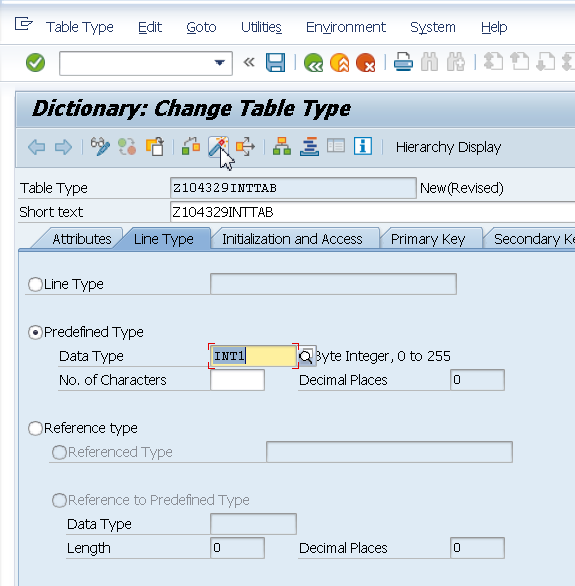 Table Type Edit Goto Utilities Environment System Help
Dictionary: Change Table Type
Hierarchy Display
Table Type Z104329INTTAB New(Revised)
Short text Z104329INTTAB
Attributes Line Type Initialization and Access Primary Key Secondary Ke
Line Type
Predefined Type
Data Type INT1 Byte Integer, 0 to 255
No. of Characters Decimal Places 0
Reference type
Referenced Type
Reference to Predefined Type
Data Type
Length 0 Decimal Places 0